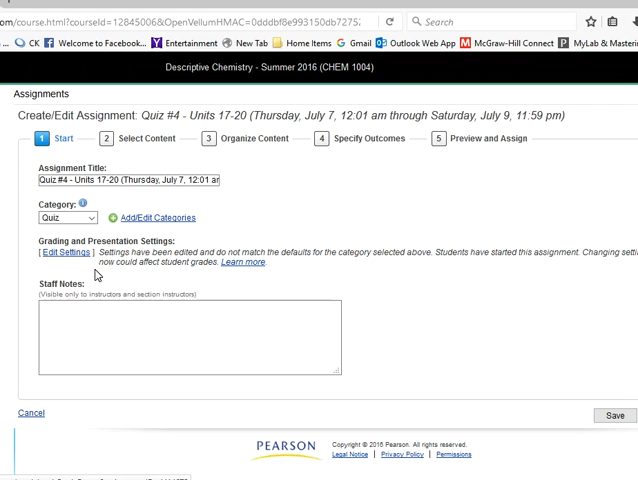 om/course.html?courseId=12845006&OpenVellumHMAC=0dddbf8e993150db7275
Search
CK
Welcome to Facebook...
Entertainment
New Tab
Home Items
Gmail
Outlook Web App
McGraw-Hill Connect
MyLab & Masterin
Descriptive Chemistry - Summer 2016 (CHEM 1004)
Assignments
Create/Edit Assignment: Quiz #4 - Units 17-20 (Thursday, July 7, 12:01 am through Saturday, July 9, 11:59 pm)
1 Start
2 Select Content
3 Organize Content
4 Specify Outcomes
5 Preview and Assign
Assignment Title:
Quiz #4 - Units 17-20 (Thursday, July 7, 12:01 ar
Category:
Quiz
Add/Edit Categories
Grading and Presentation Settings:
[ Edit Settings ] Settings have been edited and do not match the defaults for the category selected above. Students have started this assignment. Changing setti
now could affect student grades. Learn more.
Staff Notes:
(Visible only to instructors and section instructors)
Cancel
Save
PEARSON
Copyright © 2016 Pearson. All rights reserved.
Legal Notice | Privacy Policy | Permissions